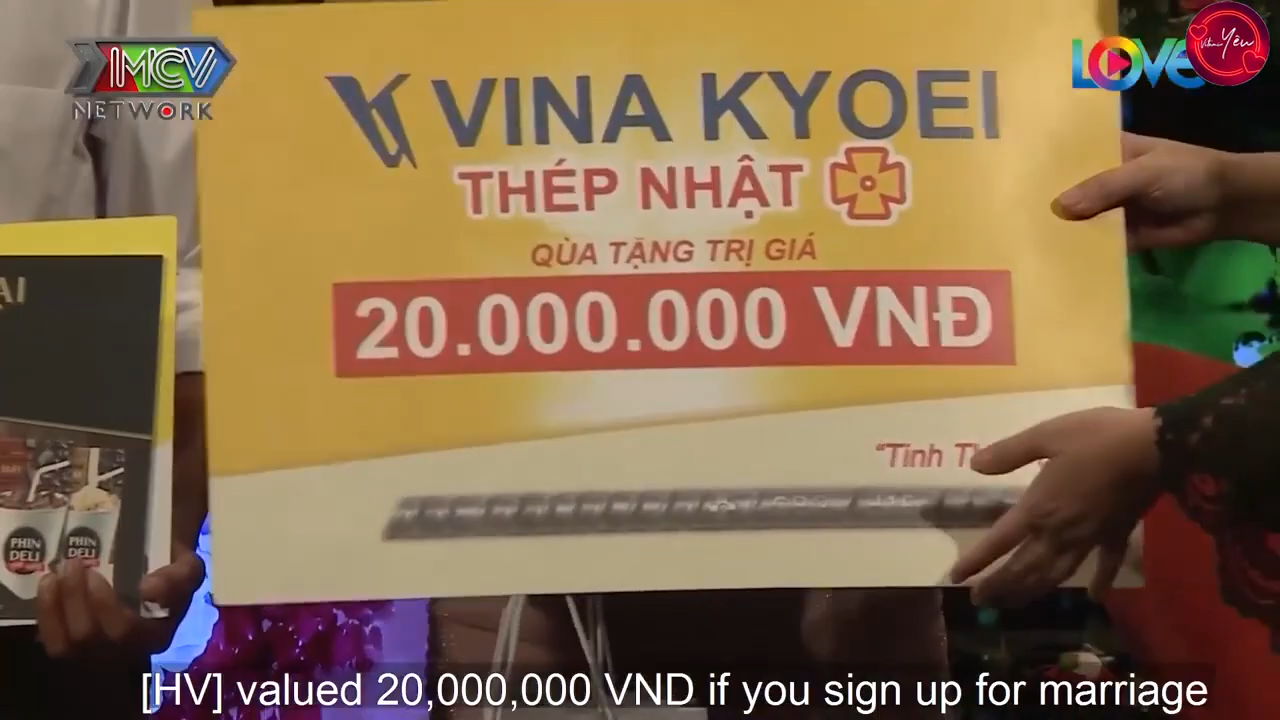 MCV
NETWORK
LOVE
Yêu
VINA KYOEI
THÉP NHẬT
QÙA TẶNG TRỊ GIÁ
20.000.000 VNĐ
"Tinh
AI
PHIN
DELI
PHIN
DELI
[HV] valued 20,000,000 VND if you sign up for marriage